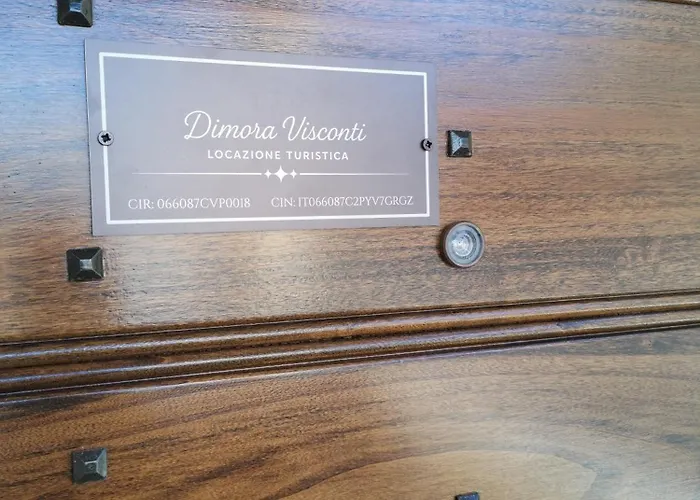 Dimora Visconti
LOCAZIONE TURISTICA
CIR: 066087CVP0018 CIN: IT066087C2PYV7GRGZ